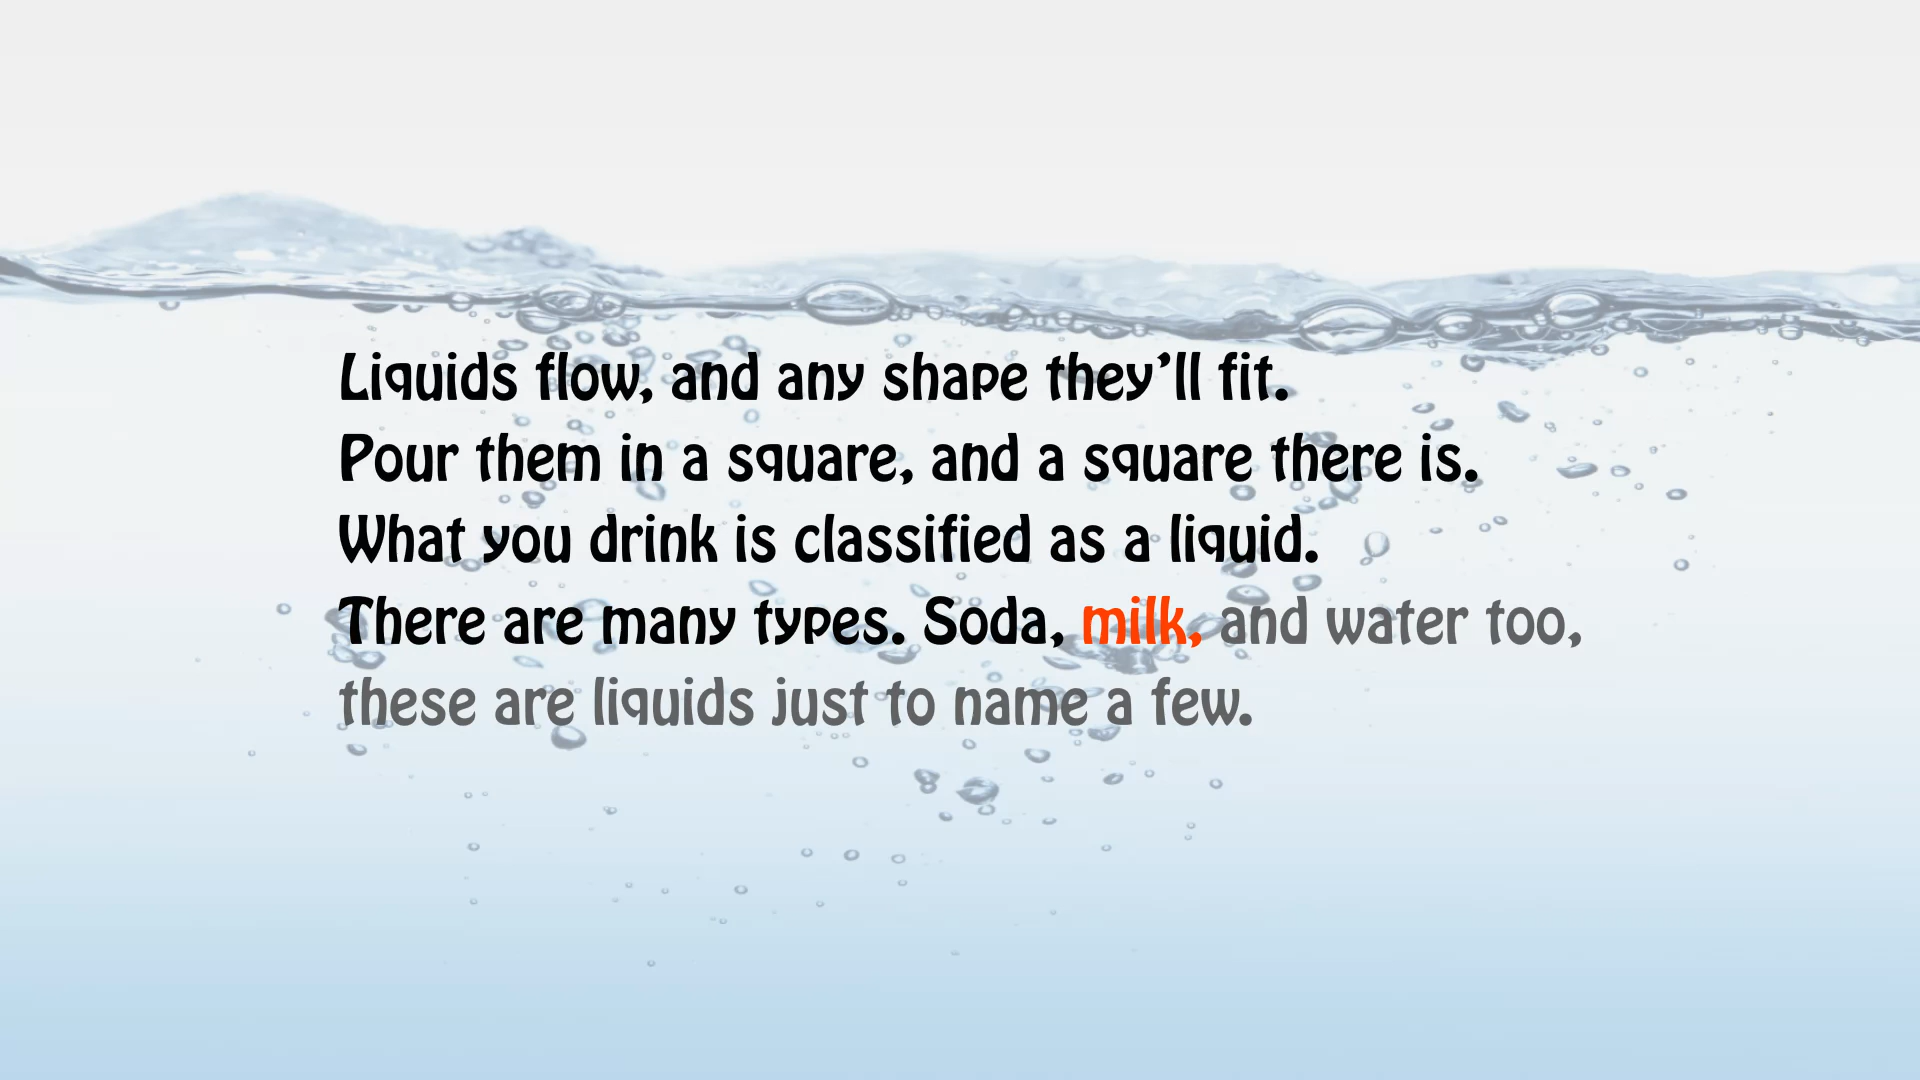 Liquids flow, and any shape they’ll fit.
Pour them in a square, and a square there is.
What you drink is classified as a liquid.
There are many types. Soda, milk, and water too,
these are liquids just to name a few.